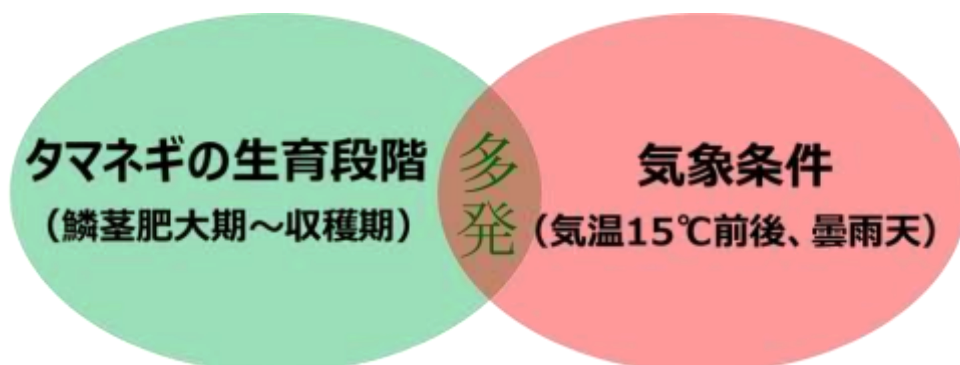 タマネギの生育段階
（鱗茎肥大期～収穫期）
多発
気象条件
（気温15℃前後、曇雨天）